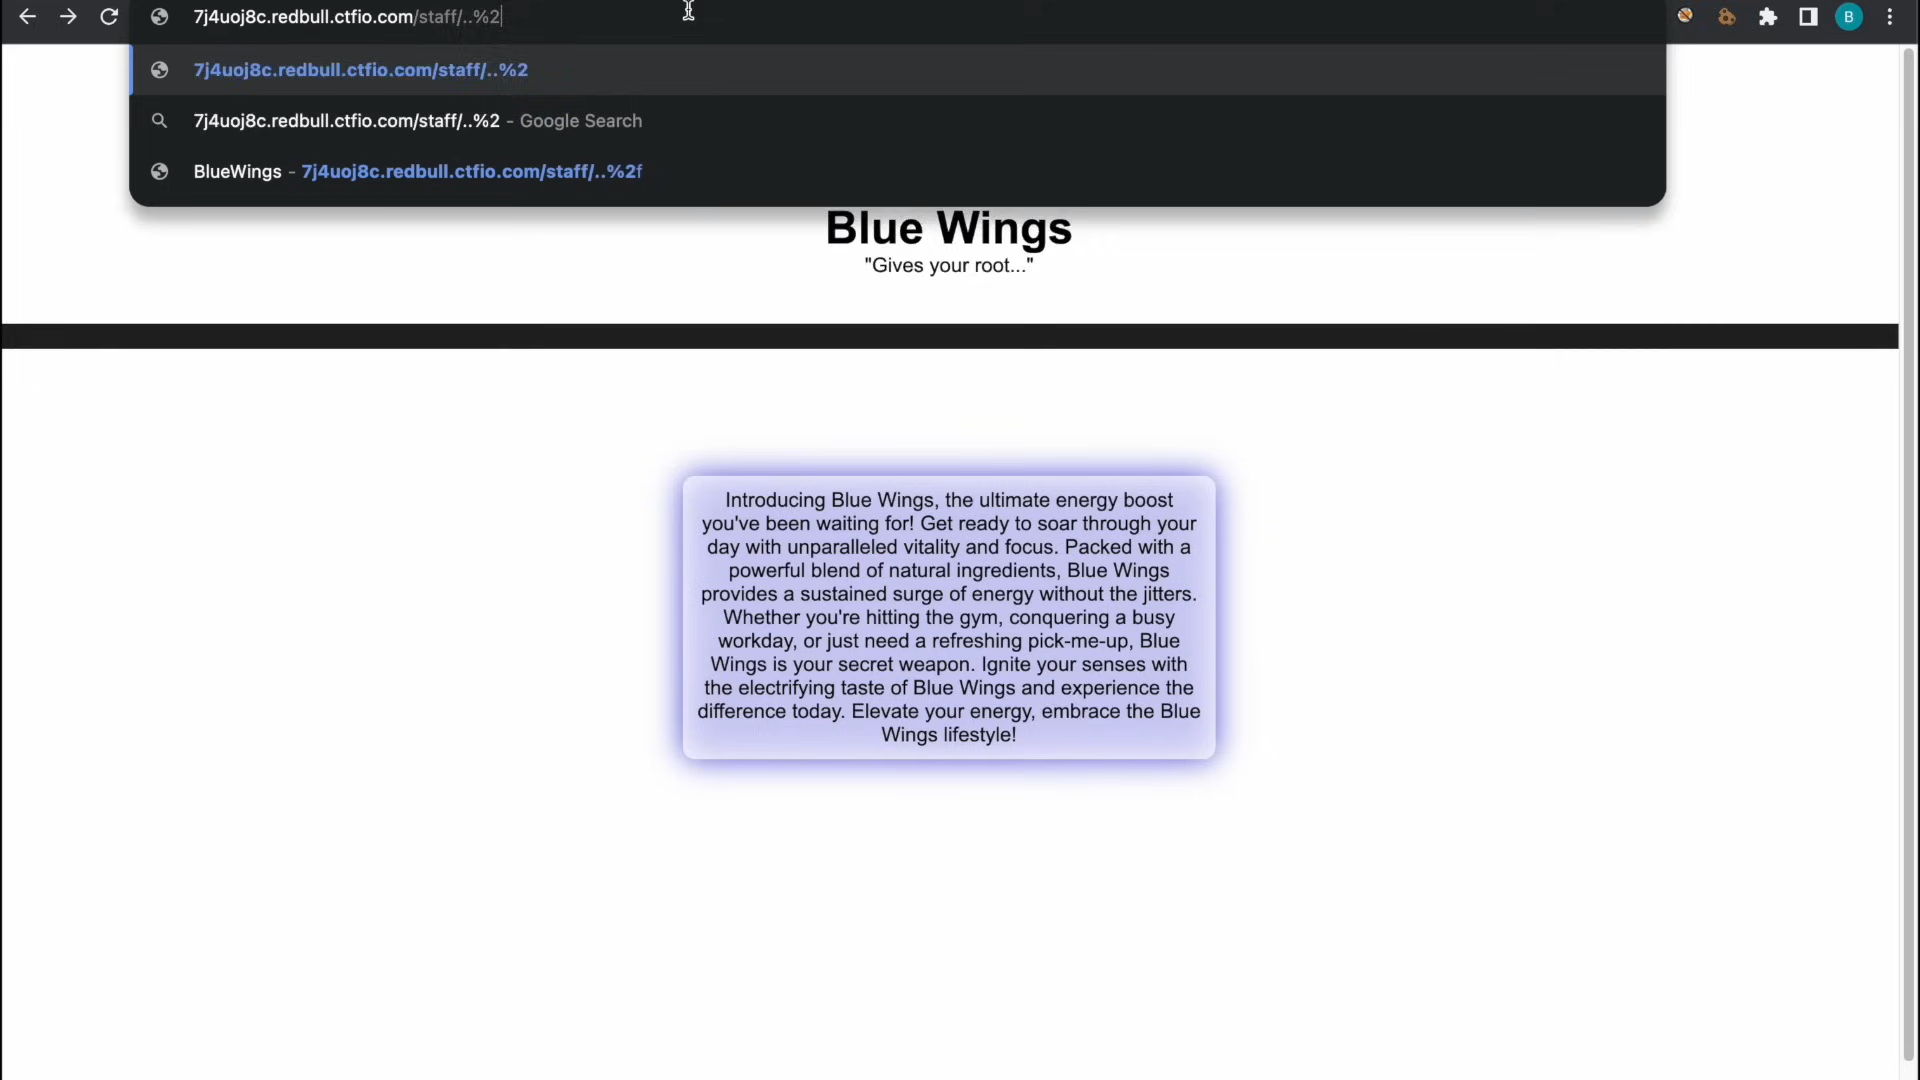 7j4uoj8c.redbull.ctfio.com/staff/..%2
B
7j4uoj8c.redbull.ctfio.com/staff/..%2
7j4uoj8c.redbull.ctfio.com/staff/..%2 - Google Search
BlueWings - 7j4uoj8c.redbull.ctfio.com/staff/..%2f
Blue Wings
"Gives your root..."
Introducing Blue Wings, the ultimate energy boost
you've been waiting for! Get ready to soar through your
day with unparalleled vitality and focus. Packed with a
powerful blend of natural ingredients, Blue Wings
provides a sustained surge of energy without the jitters.
Whether you're hitting the gym, conquering a busy
workday, or just need a refreshing pick-me-up, Blue
Wings is your secret weapon. Ignite your senses with
the electrifying taste of Blue Wings and experience the
difference today. Elevate your energy, embrace the Blue
Wings lifestyle!